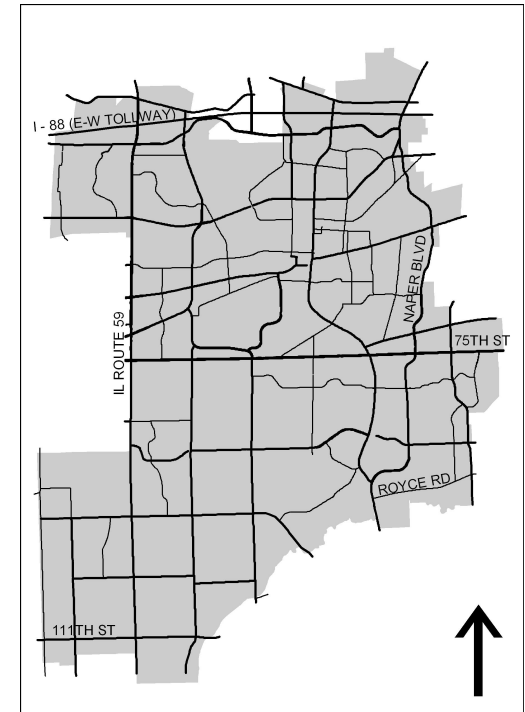 I - 88 (E-W TOLLWAY)
NAPER BLVD
IL ROUTE 59
75TH ST
ROYCE RD
111TH ST